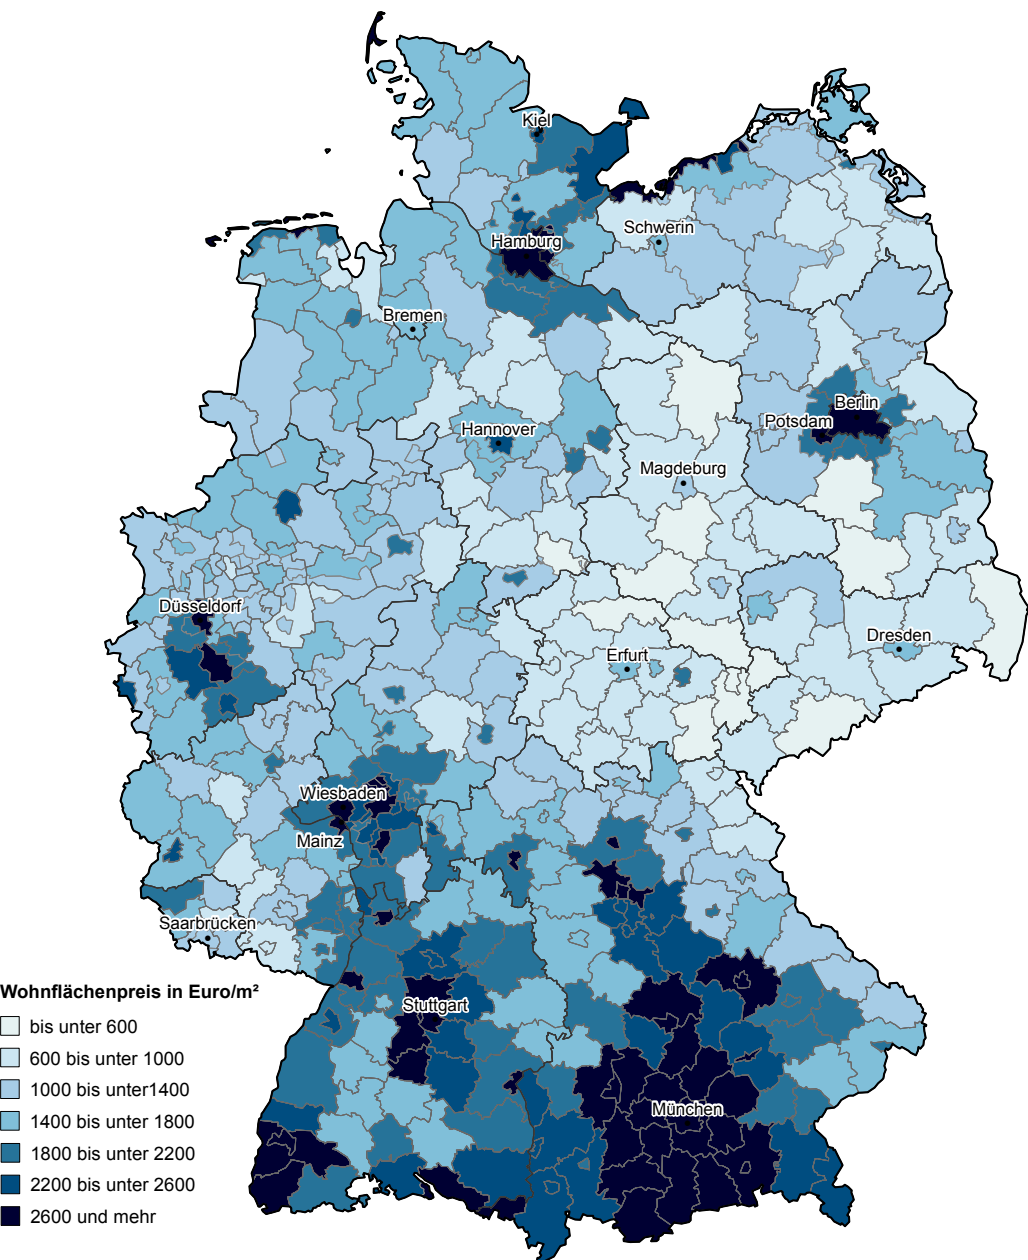 Kiel
Schwerin
Hamburg
Bremen
Berlin
Potsdam
Hannover
Magdeburg
Düsseldorf
Dresden
Erfurt
Wiesbaden
Mainz
Saarbrücken
Wohnflächenpreis in Euro/m²
Stuttgart
bis unter 600
600 bis unter 1000
1000 bis unter1400
München
1400 bis unter 1800
1800 bis unter 2200
2200 bis unter 2600
2600 und mehr